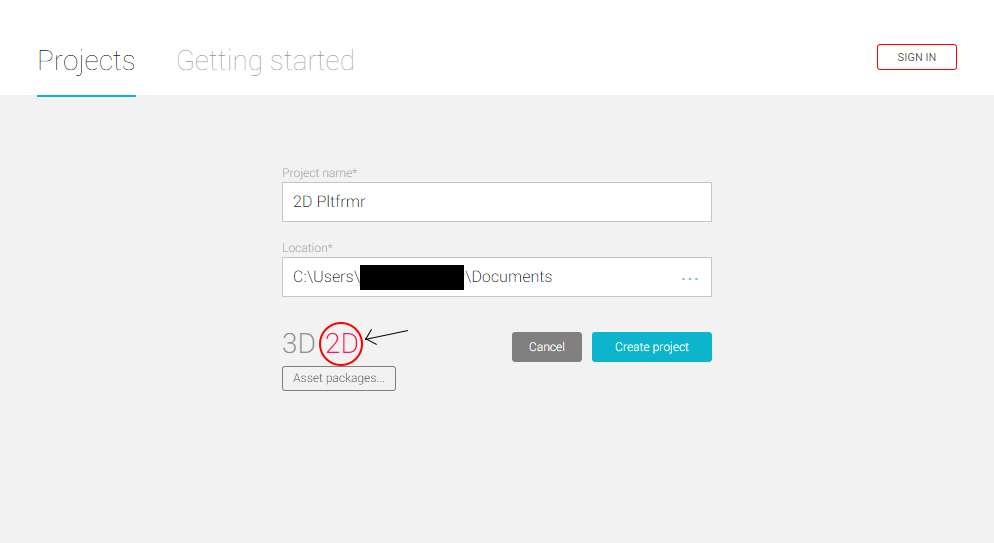 Projects Getting started SIGN IN
Project name*
2D Pltfrmr
Location*
C:\Users\ \Documents ...
3D 2D Cancel Create project
Asset packages...